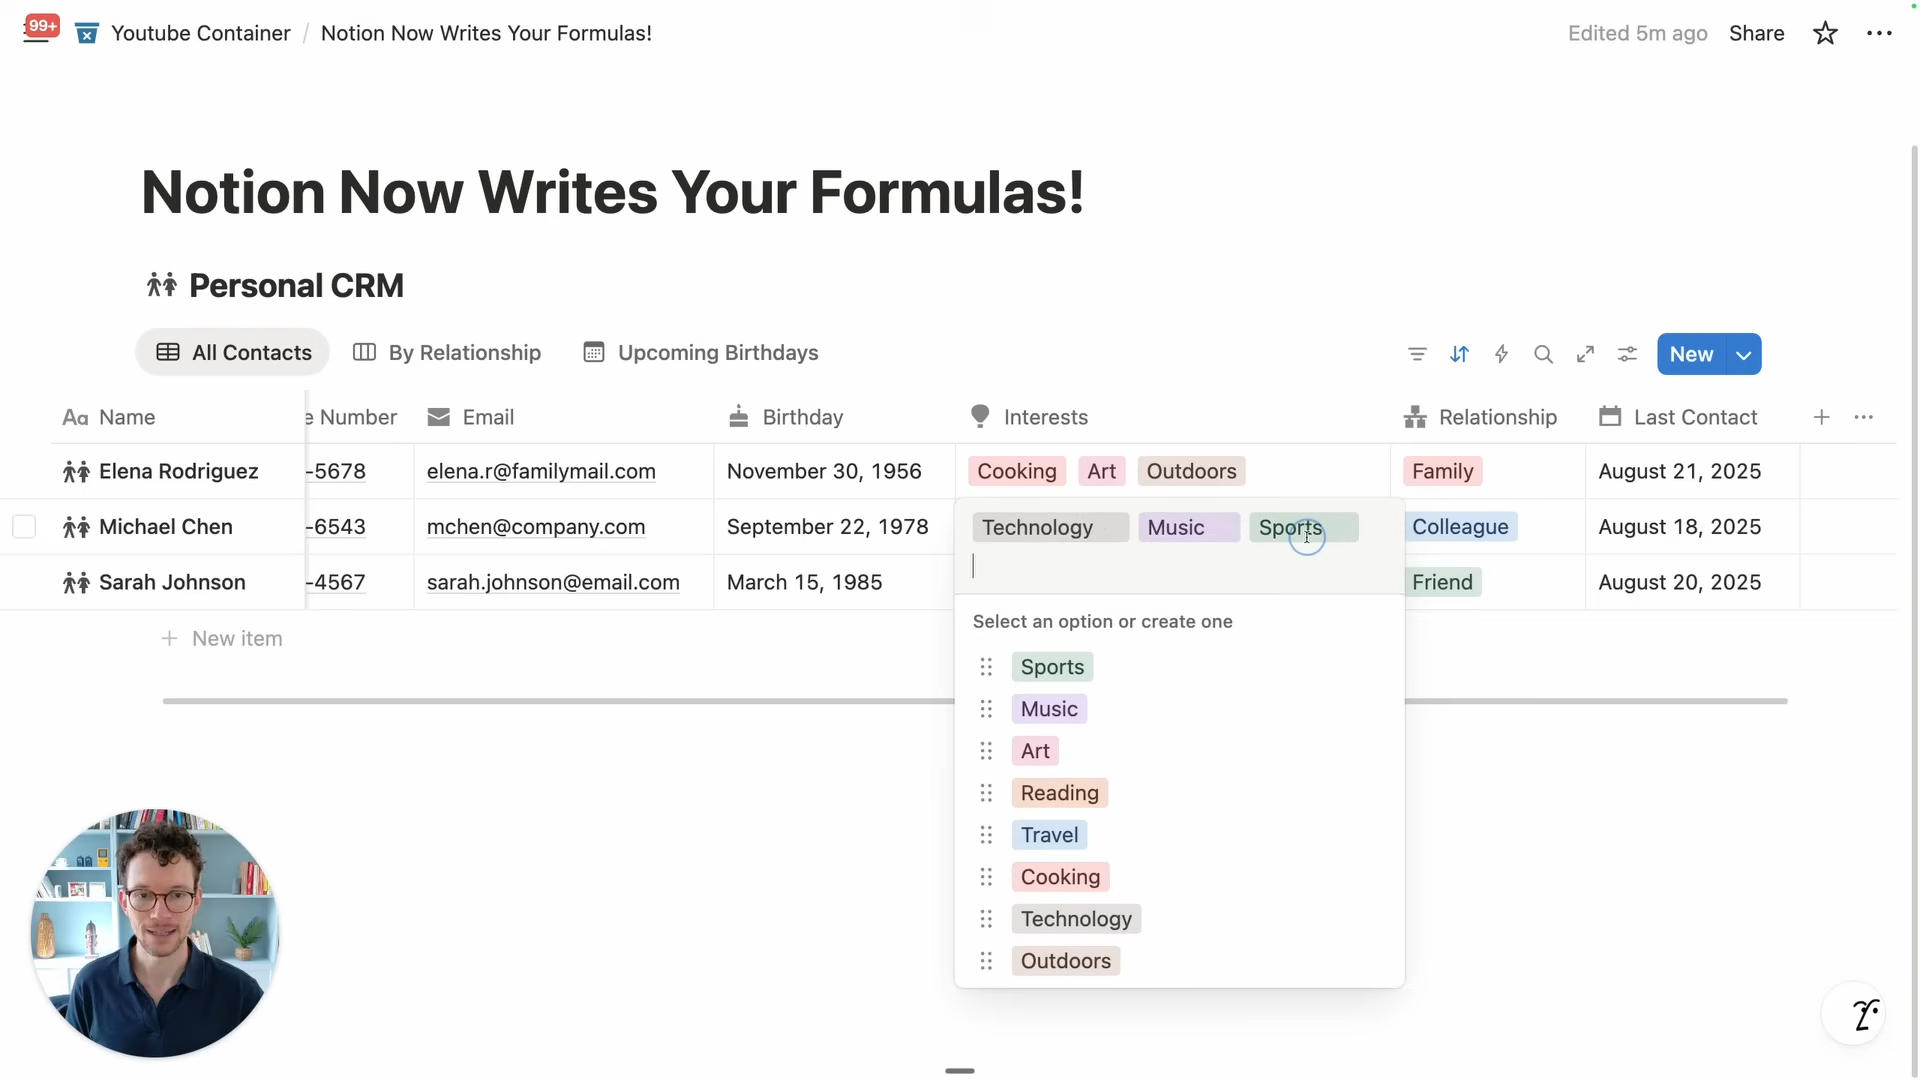 99+ Youtube Container / Notion Now Writes Your Formulas! Edited 5m ago Share
Notion Now Writes Your Formulas!
Personal CRM
All Contacts By Relationship Upcoming Birthdays New
Aa Name e Number Email Birthday Interests Relationship Last Contact
Elena Rodriguez -5678 elena.r@familymail.com November 30, 1956 Cooking Art Outdoors Family August 21, 2025
Michael Chen -6543 mchen@company.com September 22, 1978 Technology Music Sports Colleague August 18, 2025
Sarah Johnson -4567 sarah.johnson@email.com March 15, 1985 Friend August 20, 2025
+ New item
Select an option or create one
Sports
Music
Art
Reading
Travel
Cooking
Technology
Outdoors